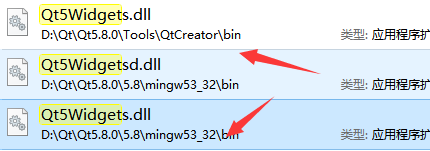 Qt5Widgets.dll
D:\Qt\Qt5.8.0\Tools\QtCreator\bin 类型: 应用程序扩
Qt5Widgetsd.dll
D:\Qt\Qt5.8.0\5.8\mingw53_32\bin 类型: 应用程序扩
Qt5Widgets.dll
D:\Qt\Qt5.8.0\5.8\mingw53_32\bin 类型: 应用程序扩